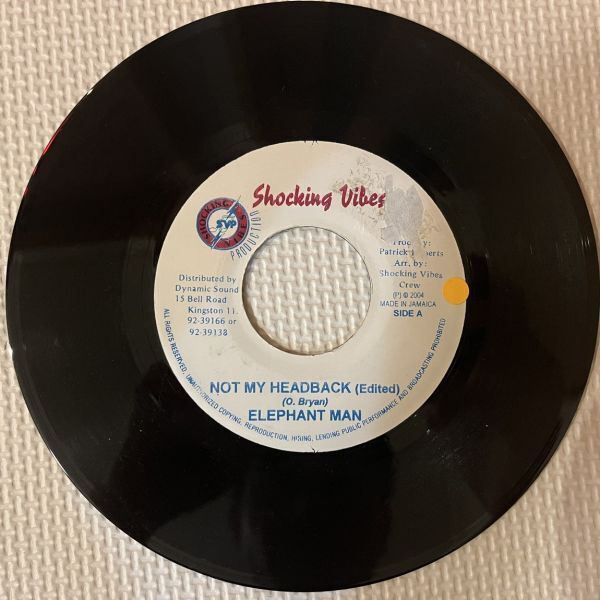 Shocking Vibes
SHOCKING VIBES
SVP
PRODUCTION
Distributed by
Dynamic Sound
15 Bell Road
Kingston 11.
92-39166 or
92-39138
Patrick
Arr. by:
Shocking Vibes
Crew
(P) © 2004
MADE IN JAMAICA
SIDE A
NOT MY HEADBACK (Edited)
(O. Bryan)
ELEPHANT MAN
ALL RIGHTS RESERVED, UNAUTHORIZED COPYING, REPRODUCTION, HIRING, LENDING PUBLIC PERFORMANCE AND BROADCASTING PROHIBITED